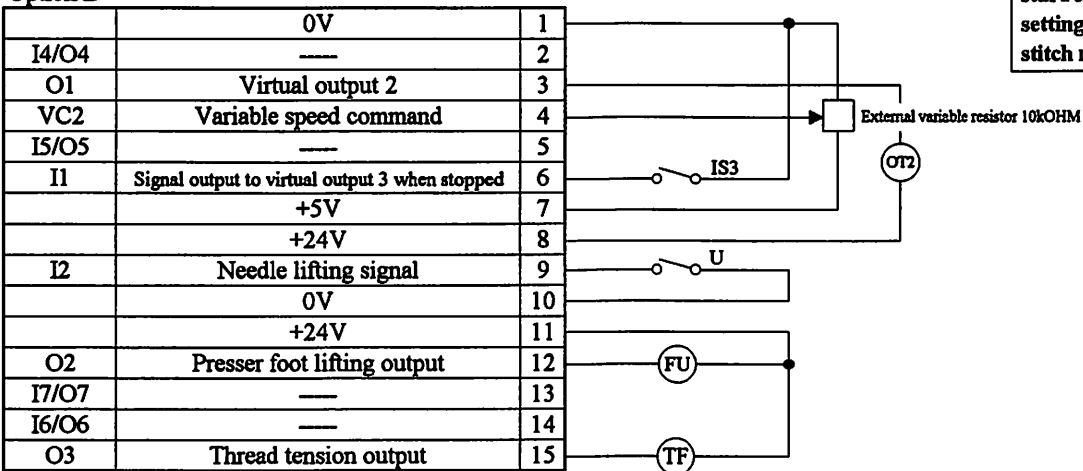 setting
stitch
0V 1
I4/O4 ----- 2
O1 Virtual output 2 3
VC2 Variable speed command 4
External variable resistor 10kOHM
I5/O5 ----- 5
OT2
I1 Signal output to virtual output 3 when stopped 6
IS3
+5V 7
+24V 8
I2 Needle lifting signal 9
U
0V 10
+24V 11
O2 Presser foot lifting output 12
FU
I7/O7 ----- 13
I6/O6 ----- 14
O3 Thread tension output 15
TF